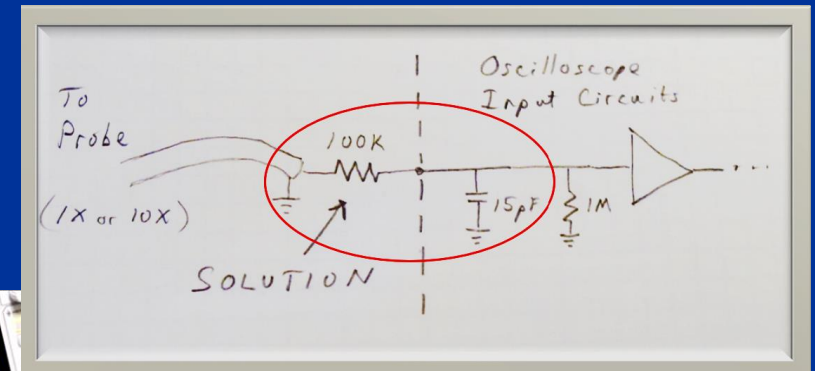 To
Probe
(1X or 10X)
100K
SOLUTION
Oscilloscope
Input Circuits
15pF
1M